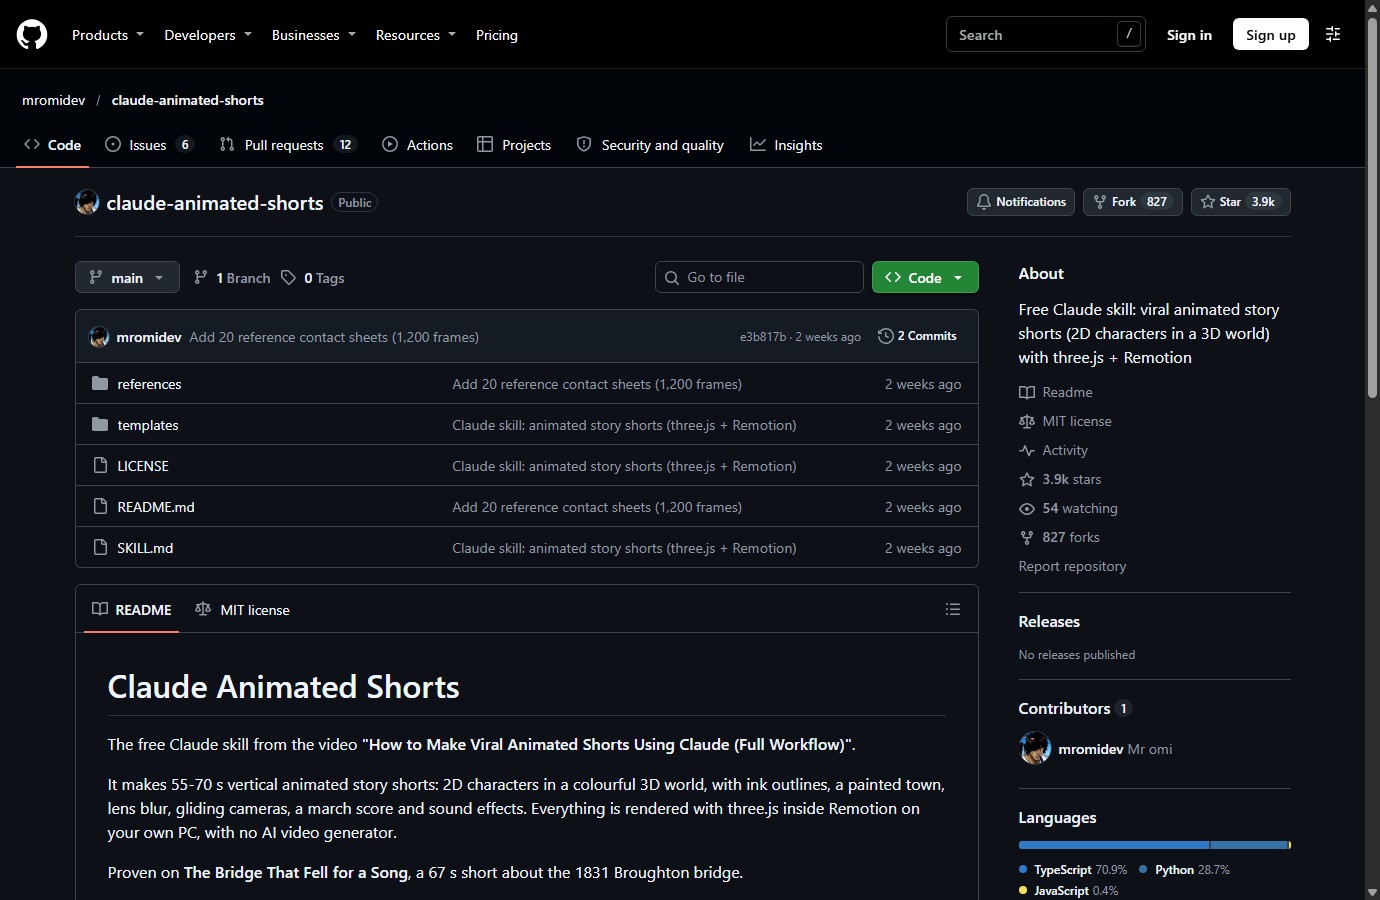 Products Developers Businesses Resources Pricing Search / Sign in Sign up
mromidev / claude-animated-shorts
Code Issues 6 Pull requests 12 Actions Projects Security and quality Insights
claude-animated-shorts Public Notifications Fork 827 Star 3.9k
main 1 Branch 0 Tags Go to file Code
mromidev Add 20 reference contact sheets (1,200 frames) e3b817b · 2 weeks ago 2 Commits
references Add 20 reference contact sheets (1,200 frames) 2 weeks ago
templates Claude skill: animated story shorts (three.js + Remotion) 2 weeks ago
LICENSE Claude skill: animated story shorts (three.js + Remotion) 2 weeks ago
README.md Add 20 reference contact sheets (1,200 frames) 2 weeks ago
SKILL.md Claude skill: animated story shorts (three.js + Remotion) 2 weeks ago
README MIT license
Claude Animated Shorts
The free Claude skill from the video "How to Make Viral Animated Shorts Using Claude (Full Workflow)".
It makes 55-70 s vertical animated story shorts: 2D characters in a colourful 3D world, with ink outlines, a painted town,
lens blur, gliding cameras, a march score and sound effects. Everything is rendered with three.js inside Remotion on
your own PC, with no AI video generator.
Proven on The Bridge That Fell for a Song, a 67 s short about the 1831 Broughton bridge.
About
Free Claude skill: viral animated story
shorts (2D characters in a 3D world)
with three.js + Remotion
Readme
MIT license
Activity
3.9k stars
54 watching
827 forks
Report repository
Releases
No releases published
Contributors 1
mromidev Mr omi
Languages
TypeScript 70.9% Python 28.7%
JavaScript 0.4%